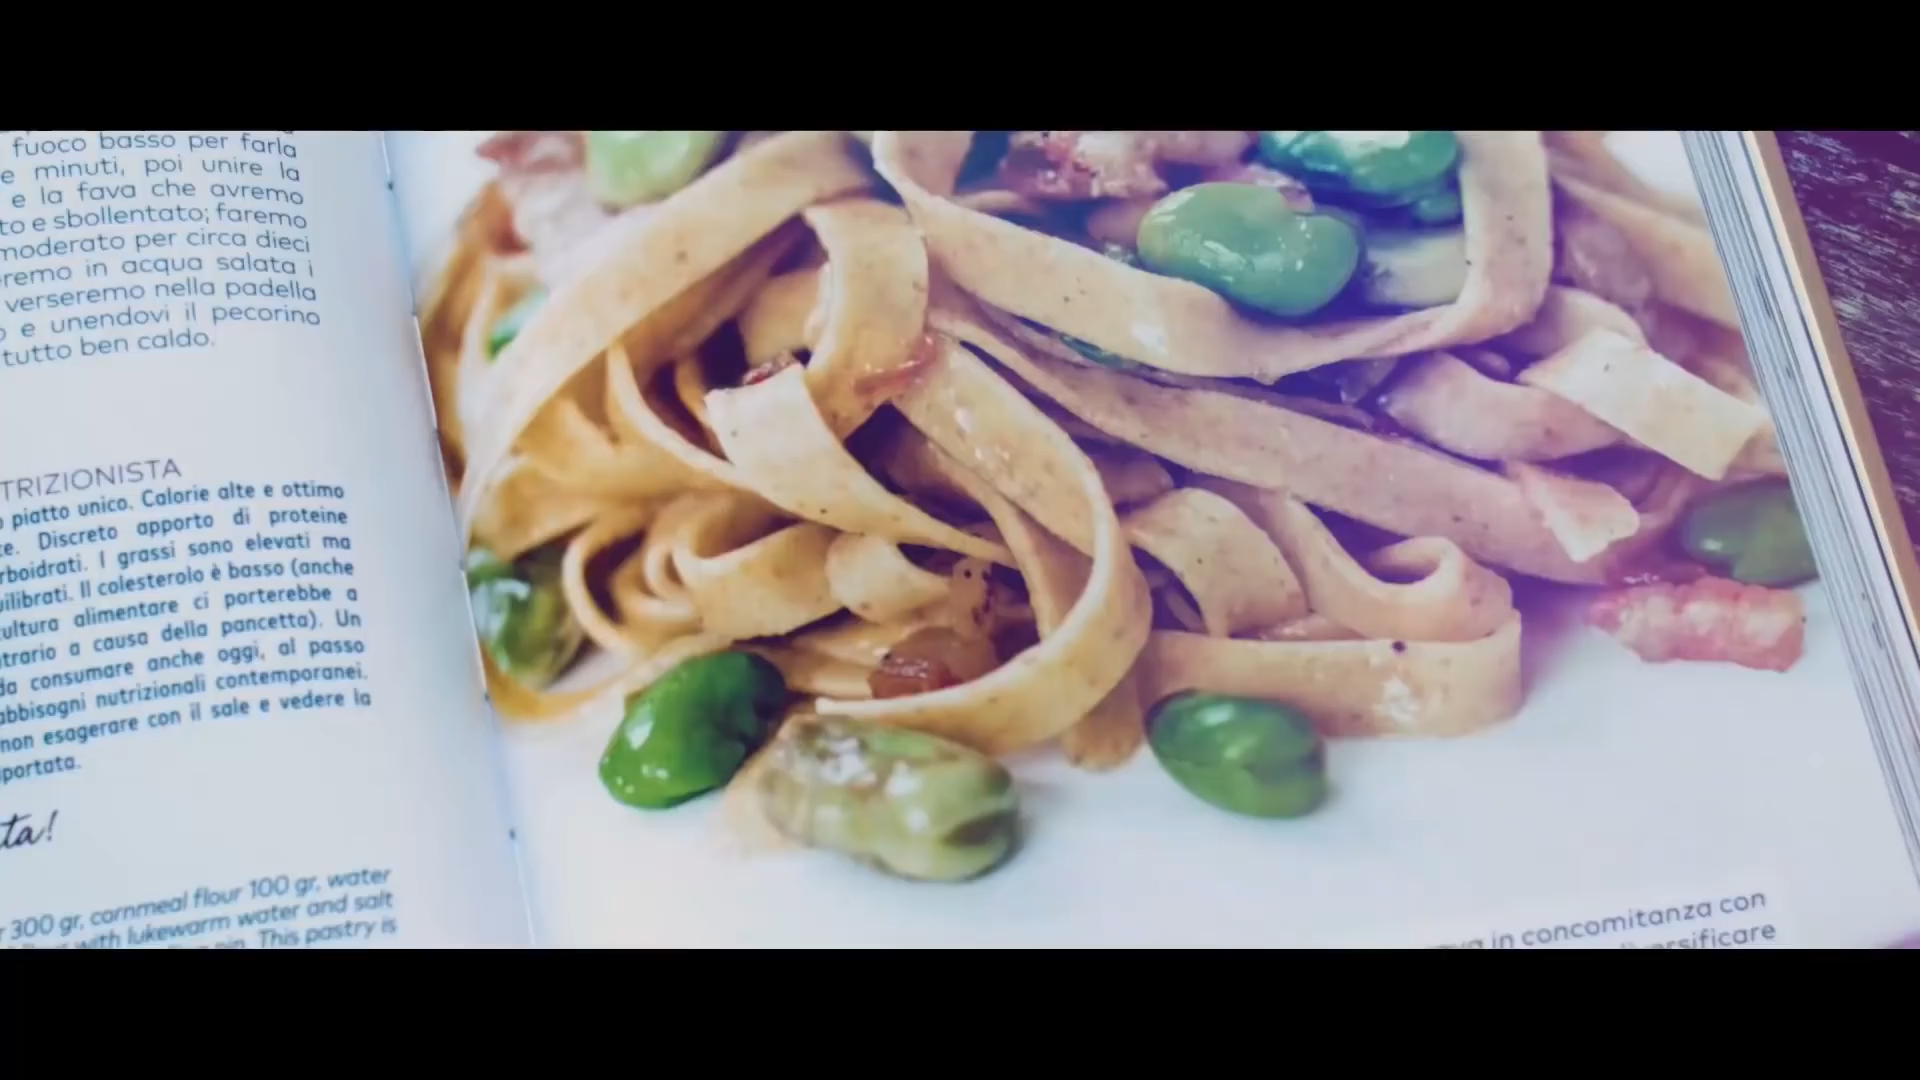 fuoco basso per farla
e minuti, poi unire la
e la fava che avremo
to e sbollentato; faremo
moderato per circa dieci
remo in acqua salata i
verseremo nella padella
o e unendovi il pecorino
tutto ben caldo.
TRIZIONISTA
o piatto unico. Calorie alte e ottimo
te. Discreto apporto di proteine
rboidrati. I grassi sono elevati ma
uilibrati. Il colesterolo è basso (anche
cultura alimentare ci porterebbe a
ntrario a causa della pancetta). Un
da consumare anche oggi, al passo
abbisogni nutrizionali contemporanei.
non esagerare con il sale e vedere la
portata.
ta!
r 300 gr, cornmeal flour 100 gr, water
with lukewarm water and salt
pin. This pastry is
in concomitanza con
versificare